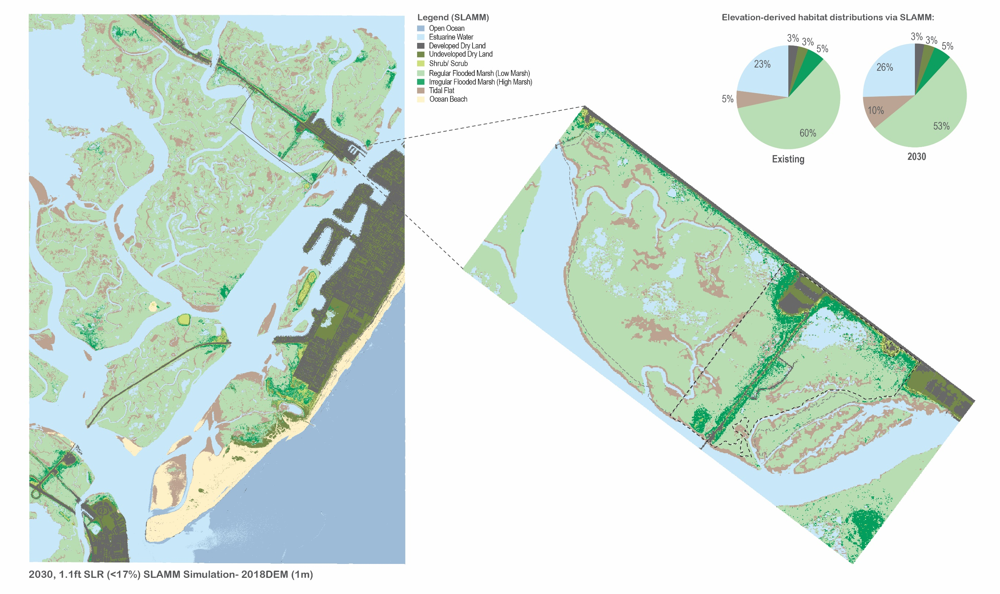 Legend (SLAMM)
Open Ocean
Estuarine Water
Developed Dry Land
Undeveloped Dry Land
Shrub/ Scrub
Regular Flooded Marsh (Low Marsh)
Irregular Flooded Marsh (High Marsh)
Tidal Flat
Ocean Beach
Elevation-derived habitat distributions via SLAMM:
3% 3% 5%
23%
5%
60%
Existing
3% 3% 5%
26%
10%
53%
2030
2030, 1.1ft SLR (<17%) SLAMM Simulation- 2018DEM (1m)